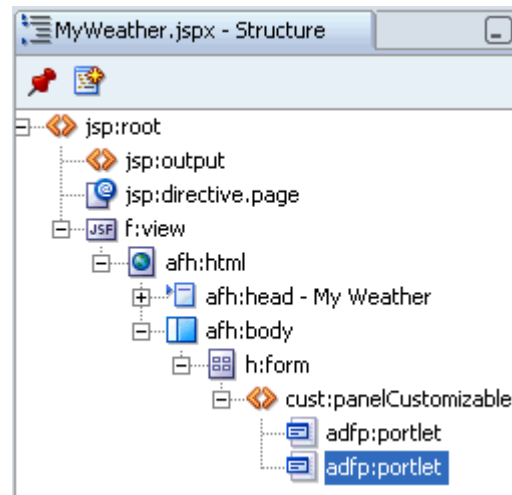 MyWeather.jspx - Structure
jsp:root
jsp:output
jsp:directive.page
JSF f:view
afh:html
afh:head - My Weather
afh:body
h:form
cust:panelCustomizable
adfp:portlet
adfp:portlet